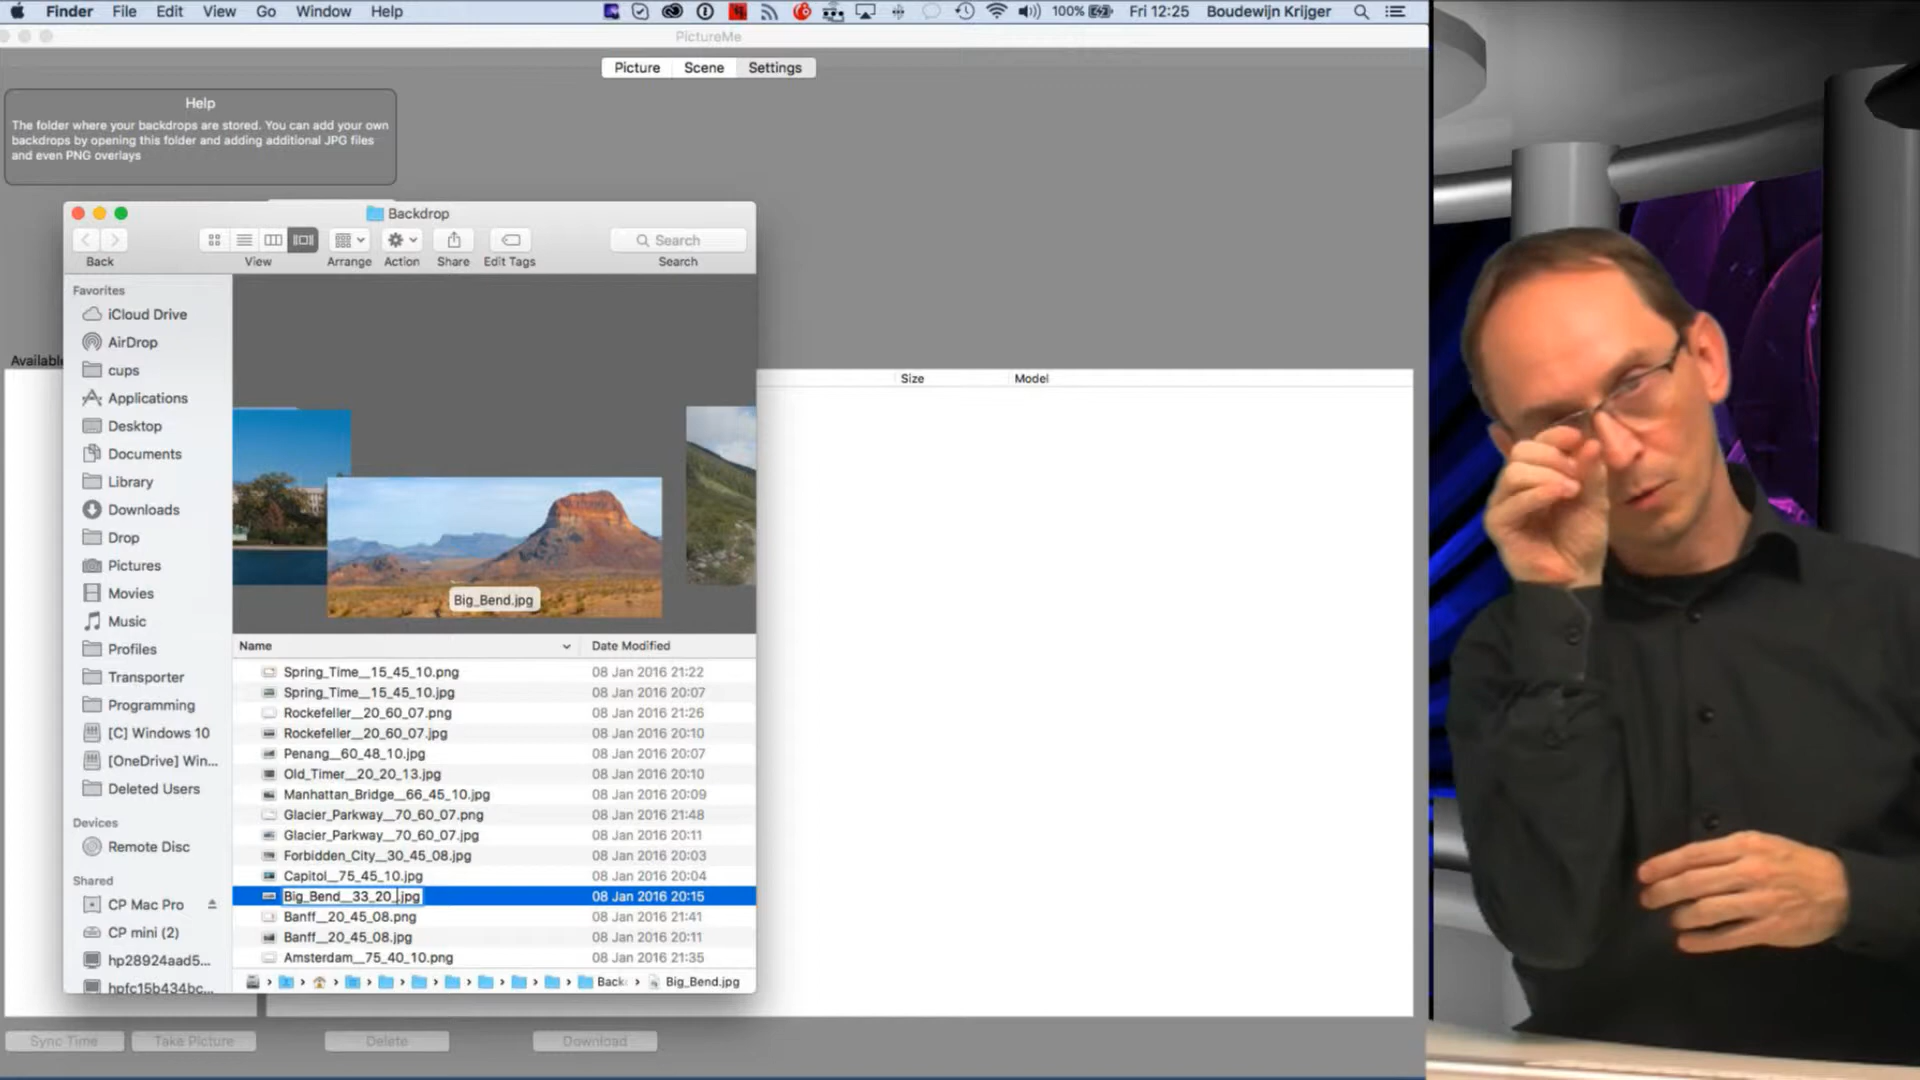 Finder File Edit View Go Window Help 100% Fri 12:25 Boudewijn Krijger
PictureMe
Picture Scene Settings
Help
The folder where your backdrops are stored. You can add your own
backdrops by opening this folder and adding additional JPG files
and even PNG overlays
Backdrop
Search
Back View Arrange Action Share Edit Tags Search
Favorites
iCloud Drive
AirDrop
cups
Applications
Desktop
Documents
Library
Downloads
Drop
Pictures
Movies
Music
Profiles
Transporter
Programming
[C] Windows 10
[OneDrive] Win...
Deleted Users
Devices
Remote Disc
Shared
CP Mac Pro
CP mini (2)
hp28924aad5...
hpfc15b434bc...
Available
Size Model
Big_Bend.jpg
Name Date Modified
Spring_Time__15_45_10.png 08 Jan 2016 21:22
Spring_Time__15_45_10.jpg 08 Jan 2016 20:07
Rockefeller__20_60_07.png 08 Jan 2016 21:26
Rockefeller__20_60_07.jpg 08 Jan 2016 20:10
Penang__60_48_10.jpg 08 Jan 2016 20:07
Old_Timer__20_20_13.jpg 08 Jan 2016 20:10
Manhattan_Bridge__66_45_10.jpg 08 Jan 2016 20:09
Glacier_Parkway__70_60_07.png 08 Jan 2016 21:48
Glacier_Parkway__70_60_07.jpg 08 Jan 2016 20:11
Forbidden_City__30_45_08.jpg 08 Jan 2016 20:03
Capitol__75_45_10.jpg 08 Jan 2016 20:04
Big_Bend__33_20_.jpg 08 Jan 2016 20:15
Banff__20_45_08.png 08 Jan 2016 21:41
Banff__20_45_08.jpg 08 Jan 2016 20:11
Amsterdam__75_40_10.png 08 Jan 2016 21:35
Back Big_Bend.jpg
Sync Time Take Picture Delete Download